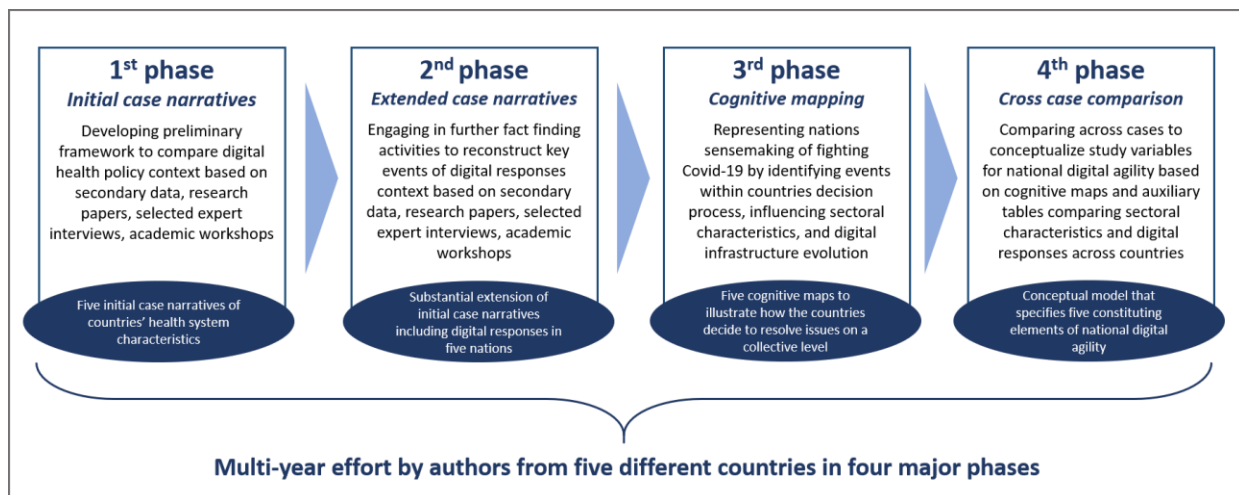 1st phase
Initial case narratives
Developing preliminary
framework to compare digital
health policy context based on
secondary data, research
papers, selected expert
interviews, academic workshops
Five initial case narratives of
countries' health system
characteristics
2nd phase
Extended case narratives
Engaging in further fact finding
activities to reconstruct key
events of digital responses
context based on secondary
data, research papers, selected
expert interviews, academic
workshops
Substantial extension of
initial case narratives
including digital responses in
five nations
3rd phase
Cognitive mapping
Representing nations
sensemaking of fighting
Covid-19 by identifying events
within countries decision
process, influencing sectoral
characteristics, and digital
infrastructure evolution
Five cognitive maps to
illustrate how the countries
decide to resolve issues on a
collective level
4th phase
Cross case comparison
Comparing across cases to
conceptualize study variables
for national digital agility based
on cognitive maps and auxiliary
tables comparing sectoral
characteristics and digital
responses across countries
Conceptual model that
specifies five constituting
elements of national digital
agility
Multi-year effort by authors from five different countries in four major phases